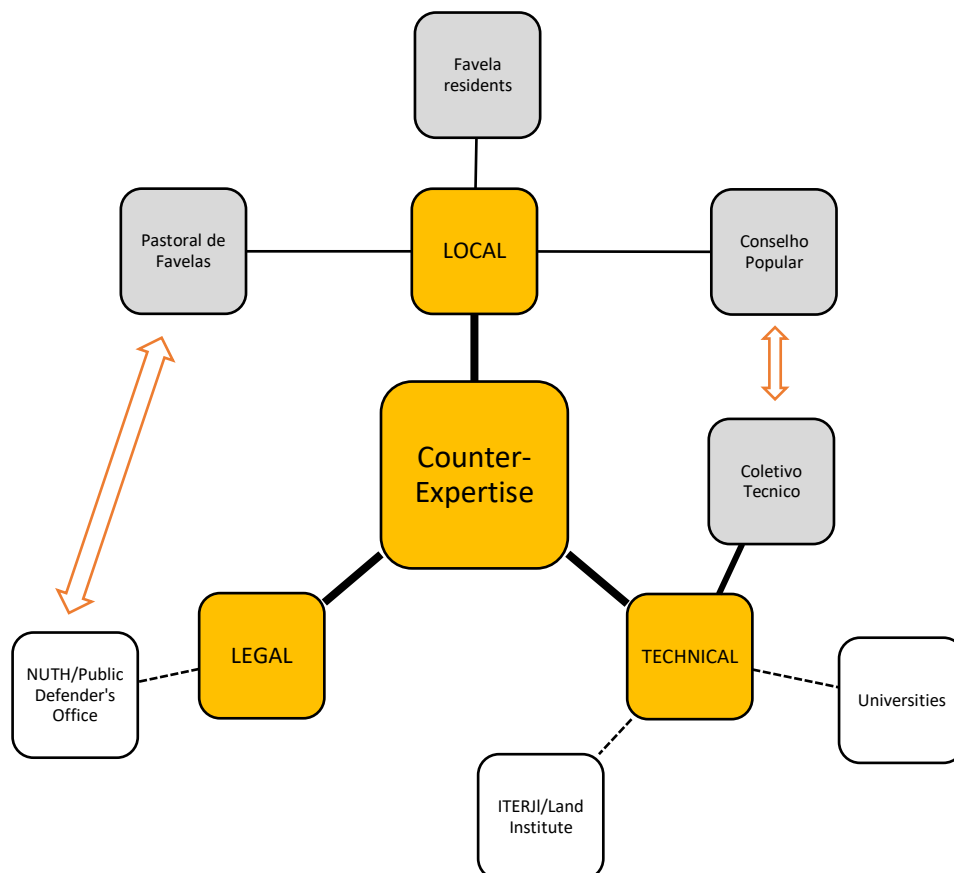 Favela
residents
Pastoral de
Favelas
LOCAL
Conselho
Popular
Counter-
Expertise
Coletivo
Tecnico
LEGAL
TECHNICAL
NUTH/Public
Defender's
Office
Universities
ITERJl/Land
Institute